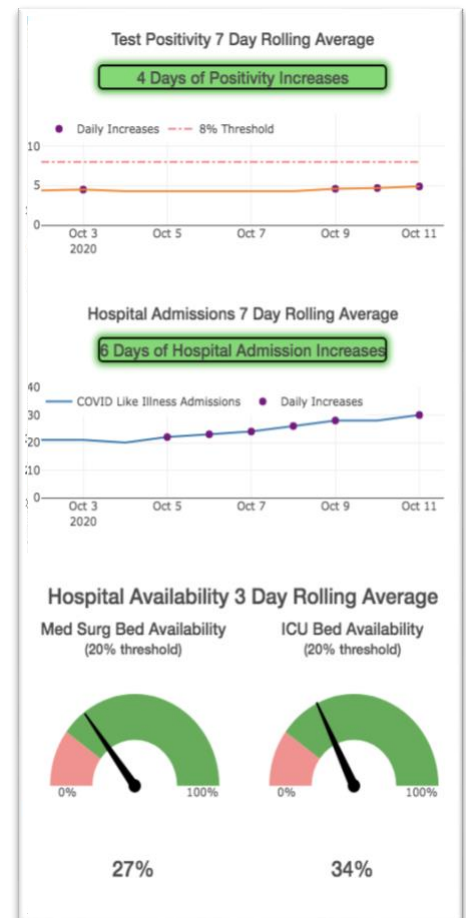 Test Positivity 7 Day Rolling Average
4 Days of Positivity Increases
Daily Increases 8% Threshold
10
5
0
Oct 3 Oct 5 Oct 7 Oct 9 Oct 11
2020
Hospital Admissions 7 Day Rolling Average
6 Days of Hospital Admission Increases
40
COVID Like Illness Admissions Daily Increases
30
20
10
0
Oct 3 Oct 5 Oct 7 Oct 9 Oct 11
2020
Hospital Availability 3 Day Rolling Average
Med Surg Bed Availability ICU Bed Availability
(20% threshold) (20% threshold)
0% 100% 0% 100%
27% 34%